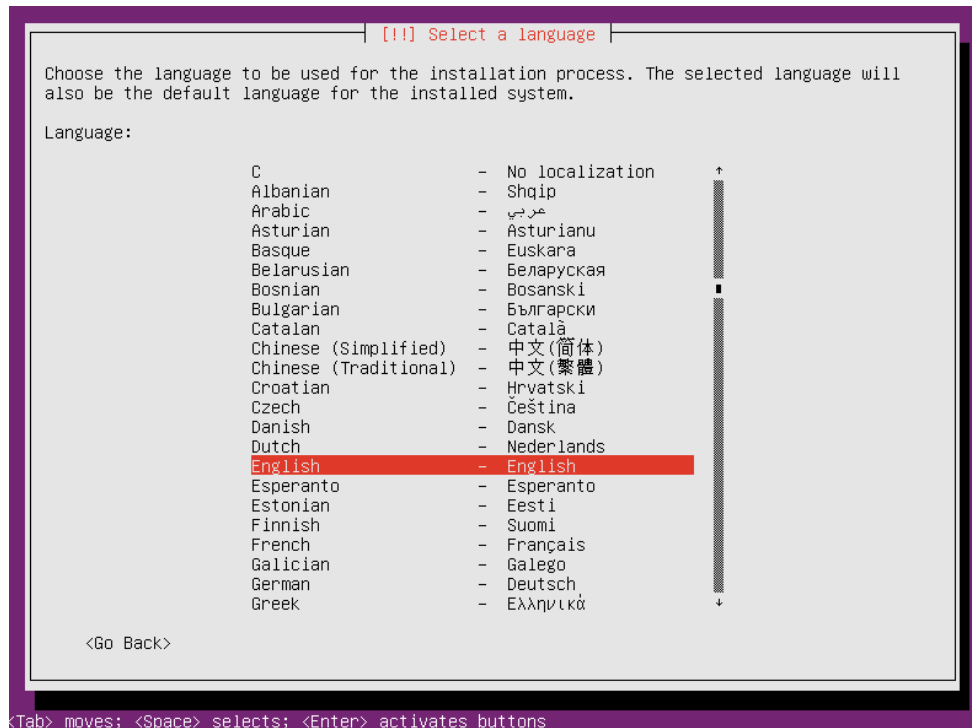 [!!] Select a language
Choose the language to be used for the installation process. The selected language will
also be the default language for the installed system.
Language:
C - No localization
Albanian - Shqip
Arabic - عربي
Asturian - Asturianu
Basque - Euskara
Belarusian - Беларуская
Bosnian - Bosanski
Bulgarian - Български
Catalan - Català
Chinese (Simplified) - 中文(简体)
Chinese (Traditional) - 中文(繁體)
Croatian - Hrvatski
Czech - Čeština
Danish - Dansk
Dutch - Nederlands
English - English
Esperanto - Esperanto
Estonian - Eesti
Finnish - Suomi
French - Français
Galician - Galego
German - Deutsch
Greek - Ελληνικά
<Go Back>
<Tab> moves; <Space> selects; <Enter> activates buttons